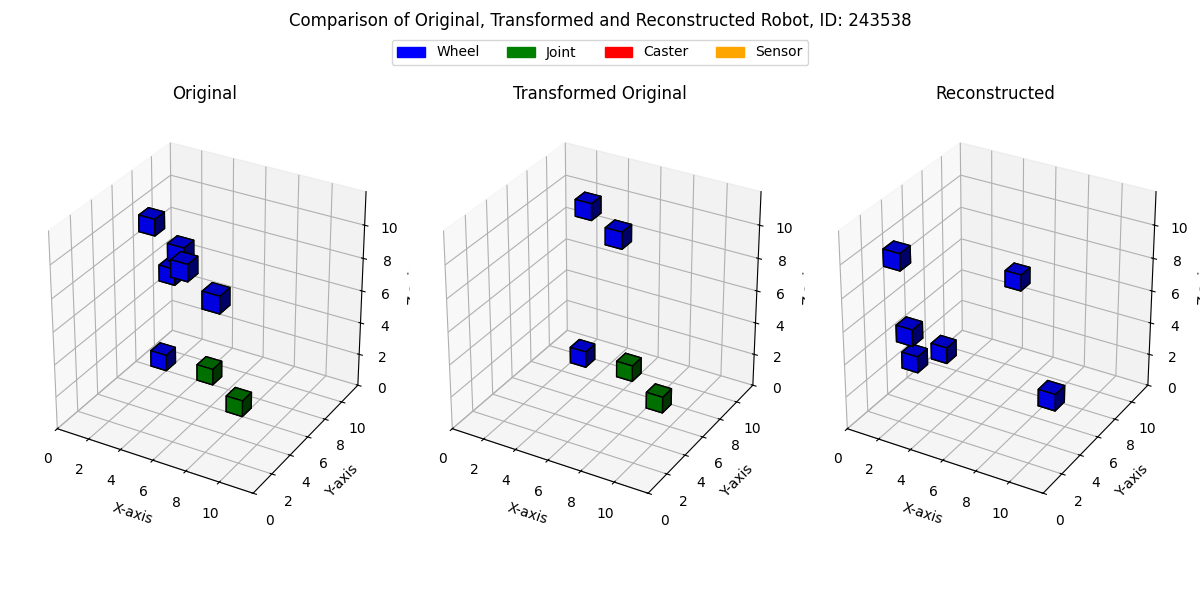 Comparison of Original, Transformed and Reconstructed Robot, ID: 243538
Wheel Joint Caster Sensor
Original
Transformed Original
Reconstructed
0 2 4 6 8 10
X-axis
0 2 4 6 8 10
Y-axis
0 2 4 6 8 10
0 2 4 6 8 10
X-axis
0 2 4 6 8 10
Y-axis
0 2 4 6 8 10
0 2 4 6 8 10
X-axis
0 2 4 6 8 10
Y-axis
0 2 4 6 8 10